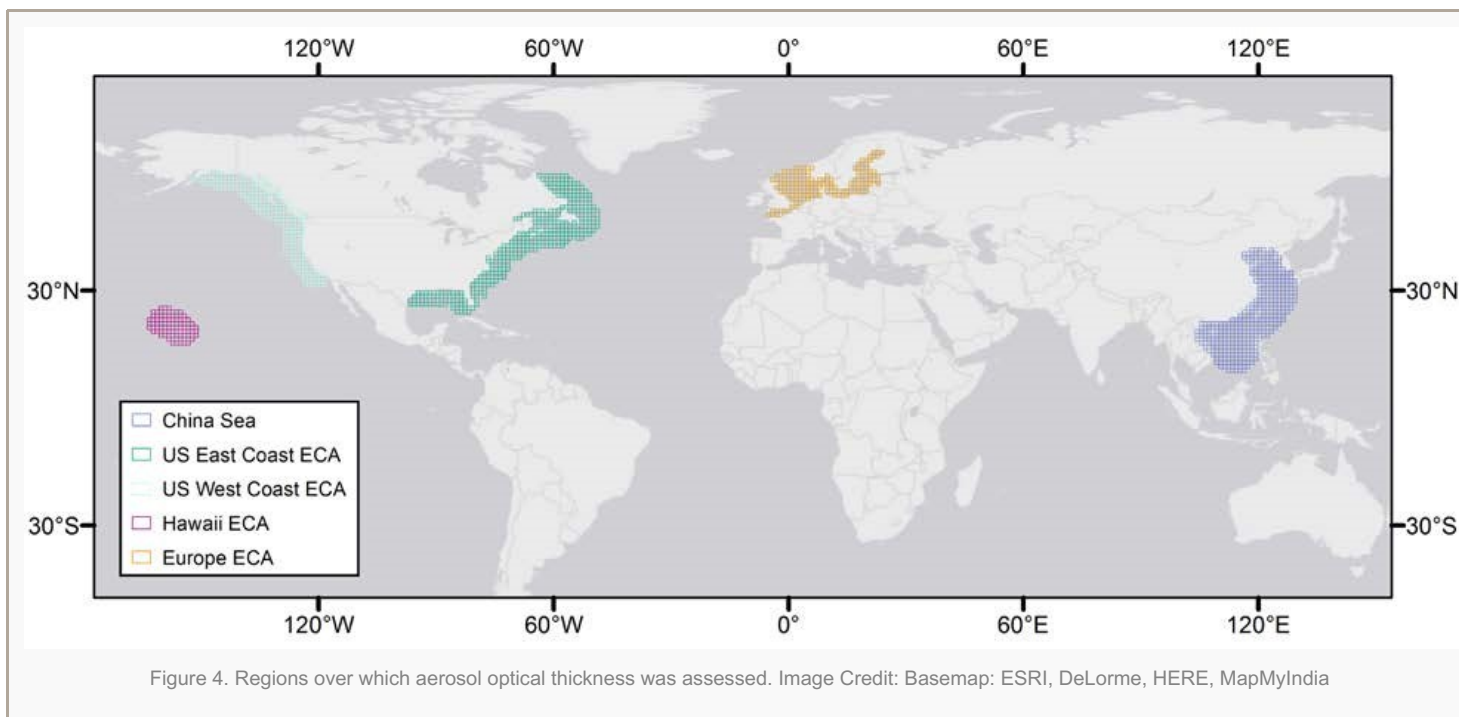 120°W 60°W 0° 60°E 120°E
30°N 30°N
China Sea
US East Coast ECA
US West Coast ECA
Hawaii ECA
Europe ECA
30°S 30°S
120°W 60°W 0° 60°E 120°E
Figure 4. Regions over which aerosol optical thickness was assessed. Image Credit: Basemap: ESRI, DeLorme, HERE, MapMyIndia